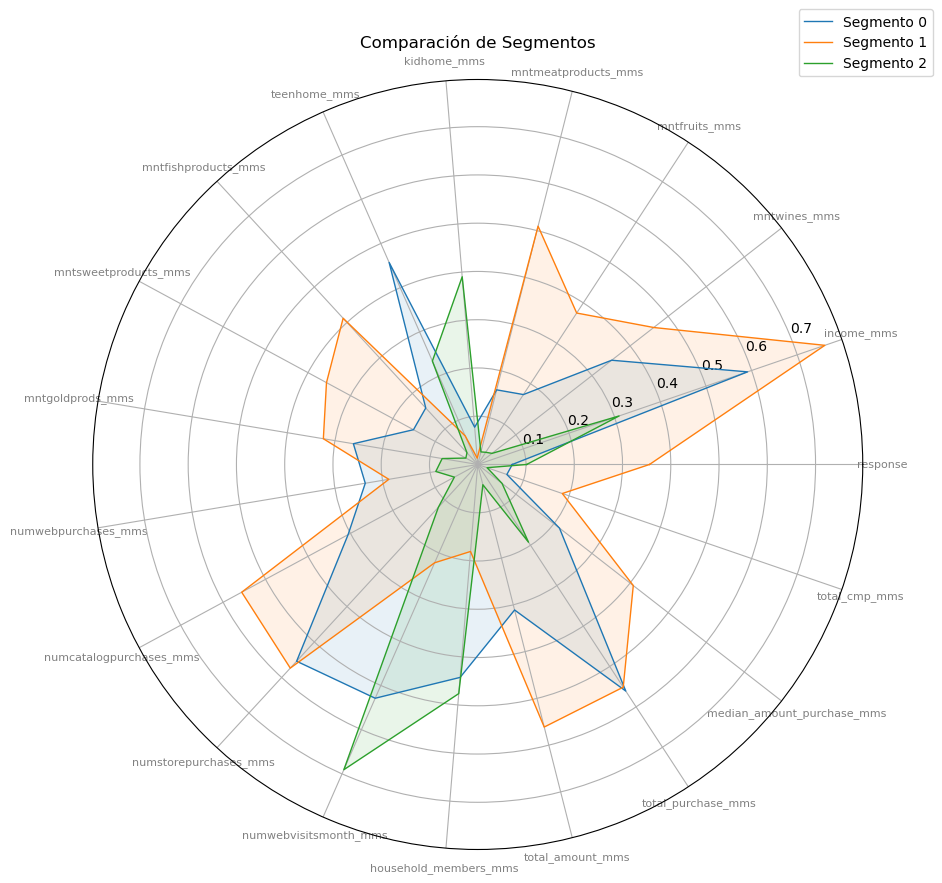 Segmento 0
Segmento 1
Segmento 2
Comparación de Segmentos
kidhome_mms
mntmeatproducts_mms
teenhome_mms
mntfruits_mms
mntfishproducts_mms
mntwines_mms
mntsweetproducts_mms
income_mms
0.7
0.6
0.5
0.4
0.3
0.2
0.1
mntgoldprods_mms
response
numwebpurchases_mms
total_cmp_mms
numcatalogpurchases_mms
median_amount_purchase_mms
numstorepurchases_mms
total_purchase_mms
numwebvisitsmonth_mms
total_amount_mms
household_members_mms